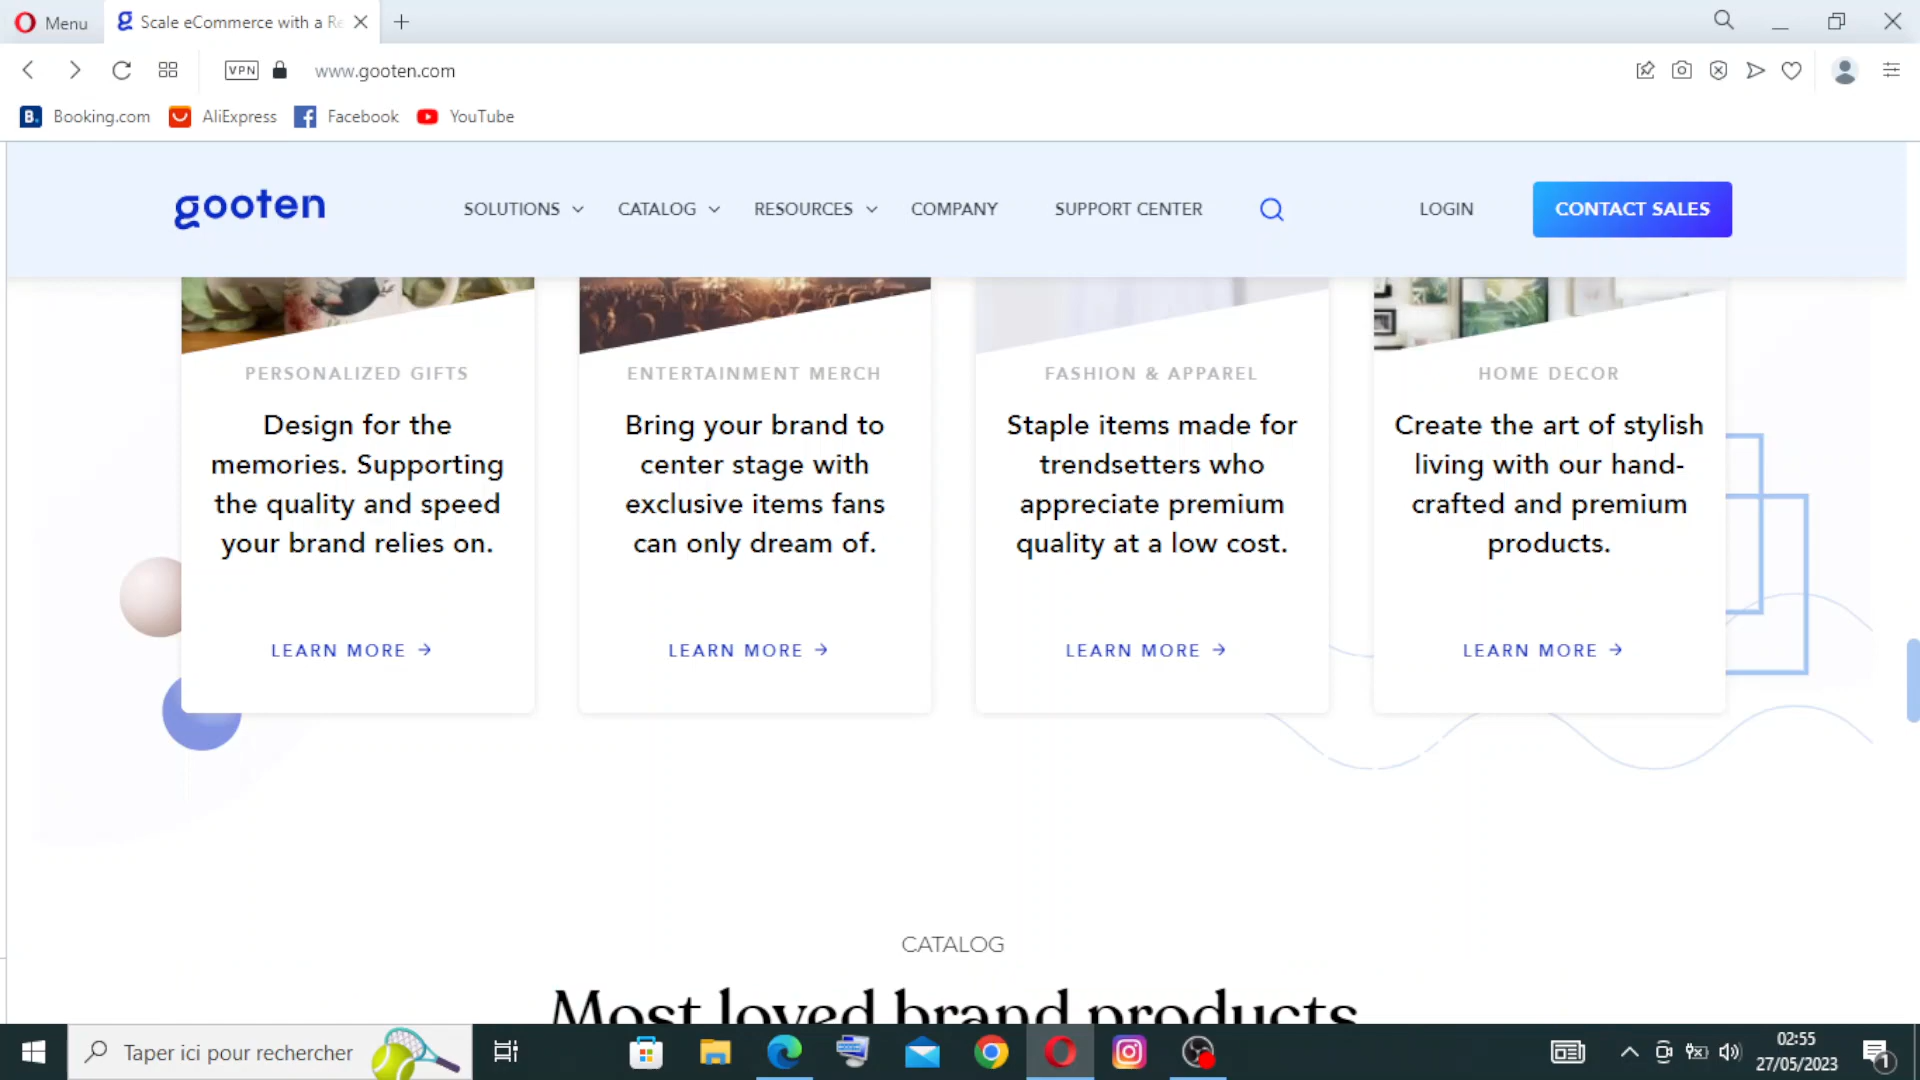 Menu
Scale eCommerce with a Re
VPN
www.gooten.com
B. Booking.com
AliExpress
Facebook
YouTube
gooten
SOLUTIONS
CATALOG
RESOURCES
COMPANY
SUPPORT CENTER
LOGIN
CONTACT SALES
PERSONALIZED GIFTS
Design for the
memories. Supporting
the quality and speed
your brand relies on.
LEARN MORE →
ENTERTAINMENT MERCH
Bring your brand to
center stage with
exclusive items fans
can only dream of.
LEARN MORE →
FASHION & APPAREL
Staple items made for
trendsetters who
appreciate premium
quality at a low cost.
LEARN MORE →
HOME DECOR
Create the art of stylish
living with our hand-
crafted and premium
products.
LEARN MORE →
CATALOG
Most loved brand products
Taper ici pour rechercher
02:55
27/05/2023
1